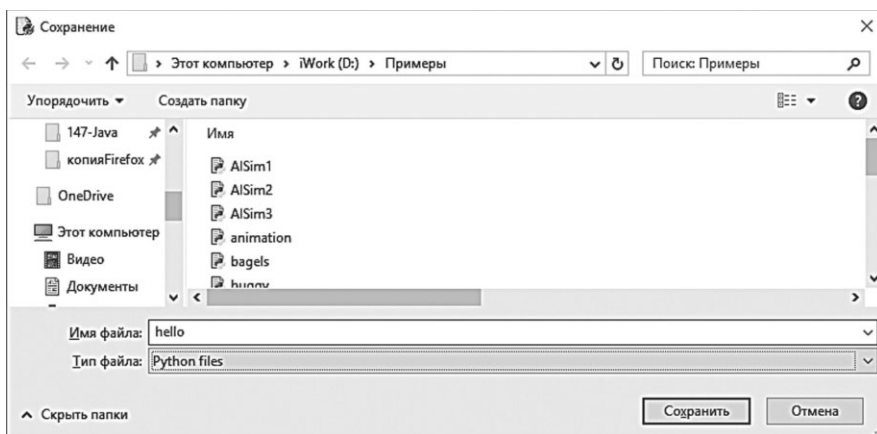 Сохранение
Этот компьютер › iWork (D:) › Примеры
Поиск: Примеры
Упорядочить
Создать папку
147-Java
копияFirefox
OneDrive
Этот компьютер
Видео
Документы
Имя
AISim1
AISim2
AISim3
animation
bagels
buggy
Имя файла: hello
Тип файла: Python files
Скрыть папки
Сохранить
Отмена